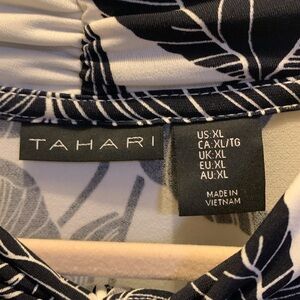 TAHARI
US:XL
CA:XL/TG
UK:XL
EU:XL
AU:XL
MADE IN
VIETNAM